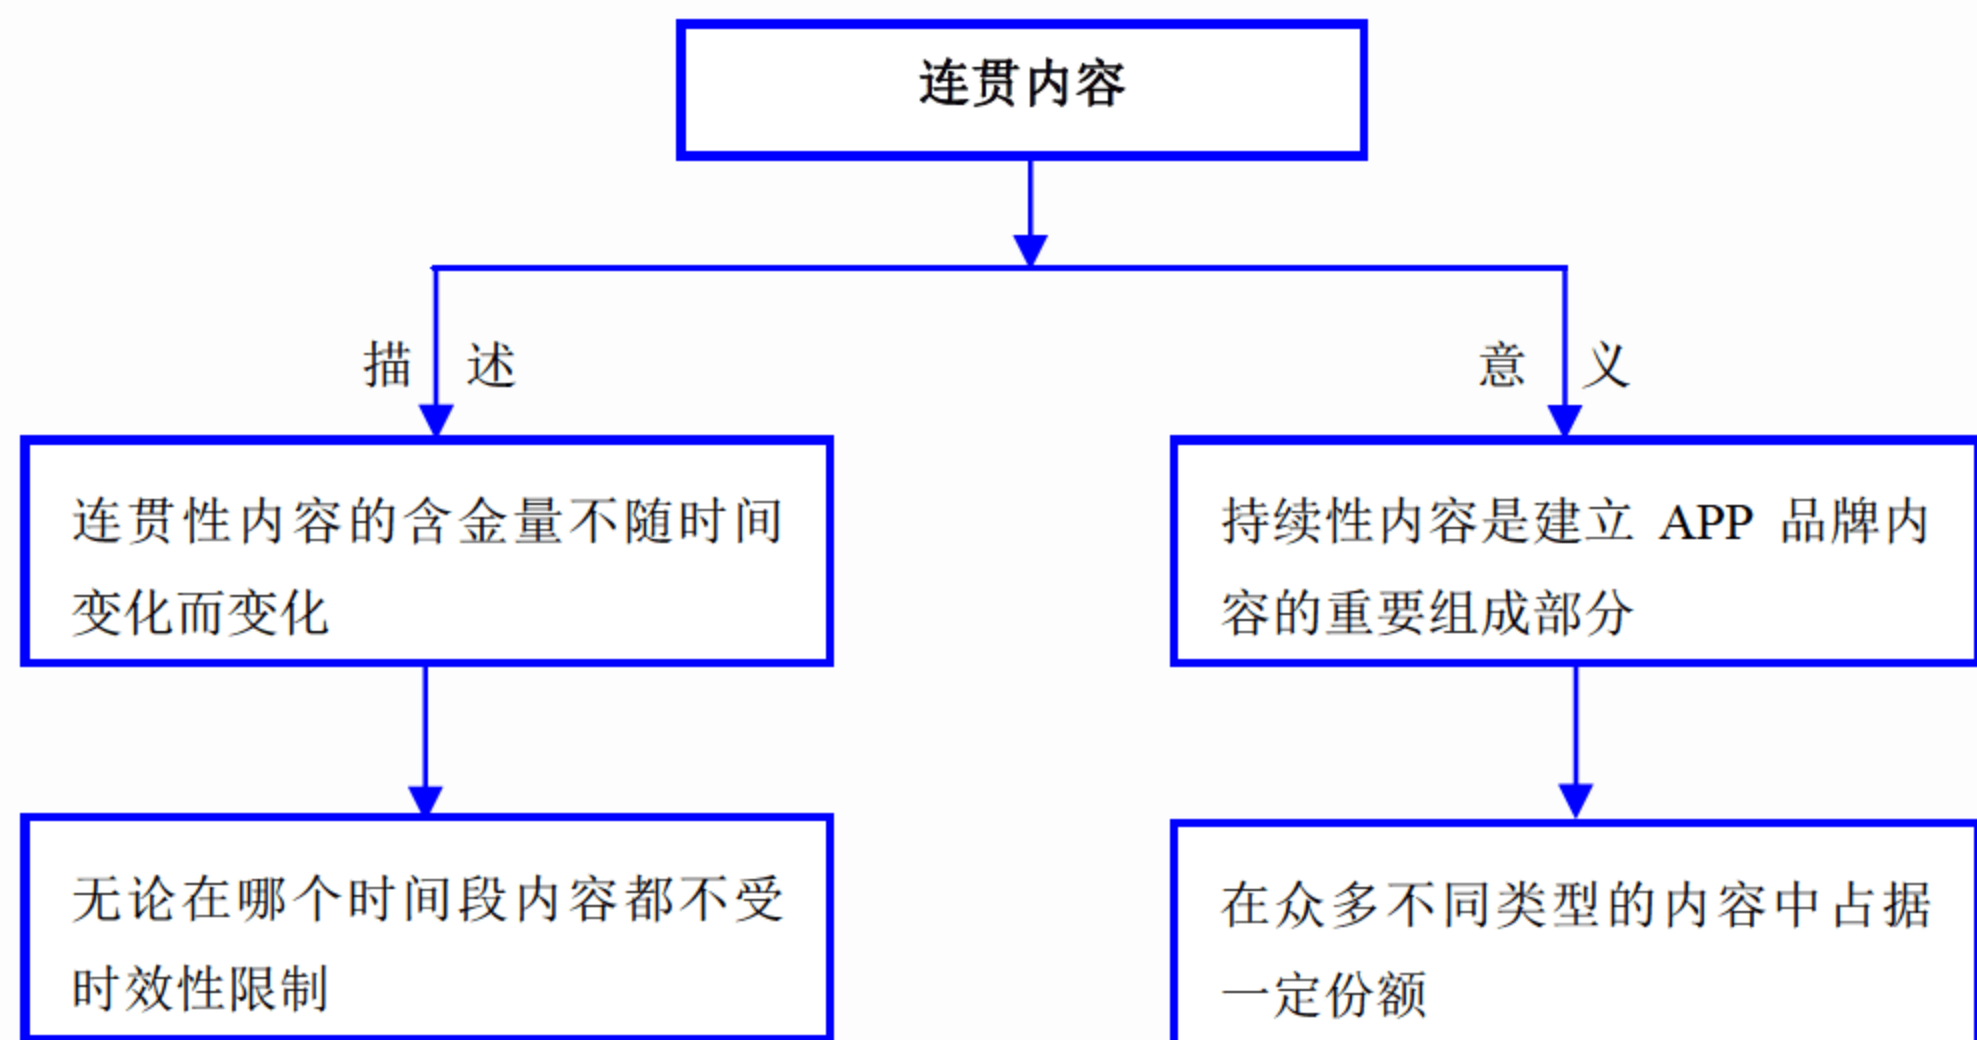 连贯内容
描 述
意 义
连贯性内容的含金量不随时间
变化而变化
持续性内容是建立 APP 品牌内
容的重要组成部分
无论在哪个时间段内容都不受
时效性限制
在众多不同类型的内容中占据
一定份额